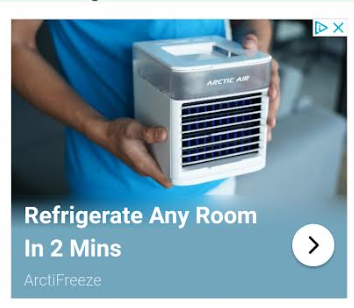 ARCTIC AIR
Refrigerate Any Room
In 2 Mins
ArctiFreeze